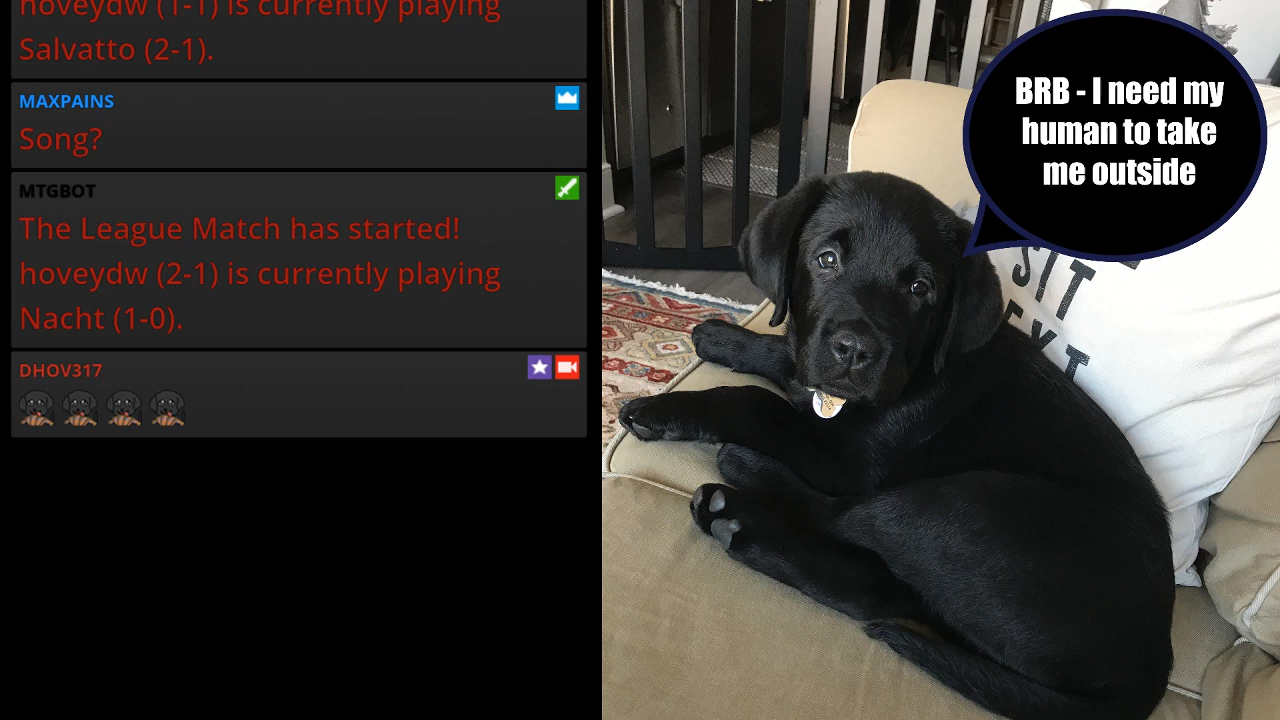 hoveydw (1-1) is currently playing
Salvatto (2-1).
MAXPAINS
Song?
MTGBOT
The League Match has started!
hoveydw (2-1) is currently playing
Nacht (1-0).
DHOV317
BRB - I need my
human to take
me outside
SIT